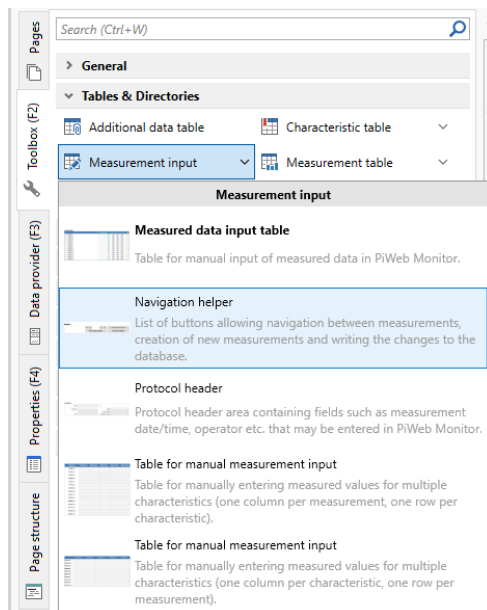 Pages
Toolbox (F2)
Data provider (F3)
Properties (F4)
Page structure
Search (Ctrl+W)
General
Tables & Directories
Additional data table
Characteristic table
Measurement input
Measurement table
Measurement input
Measured data input table
Table for manual input of measured data in PiWeb Monitor.
Navigation helper
List of buttons allowing navigation between measurements,
creation of new measurements and writing the changes to the
database.
Protocol header
Protocol header area containing fields such as measurement
date/time, operator etc. that may be entered in PiWeb Monitor.
Table for manual measurement input
Table for manually entering measured values for multiple
characteristics (one column per measurement, one row per
characteristic).
Table for manual measurement input
Table for manually entering measured values for multiple
characteristics (one column per characteristic, one row per
measurement).